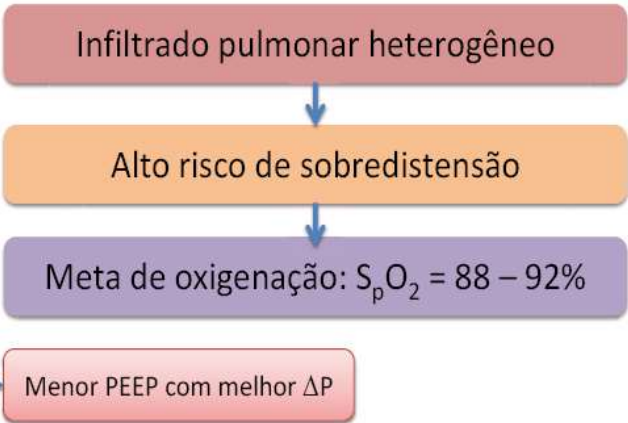 Infiltrado pulmonar heterogêneo
Alto risco de sobredistensão
Meta de oxigenação: SpO2 = 88 – 92%
Menor PEEP com melhor ΔP